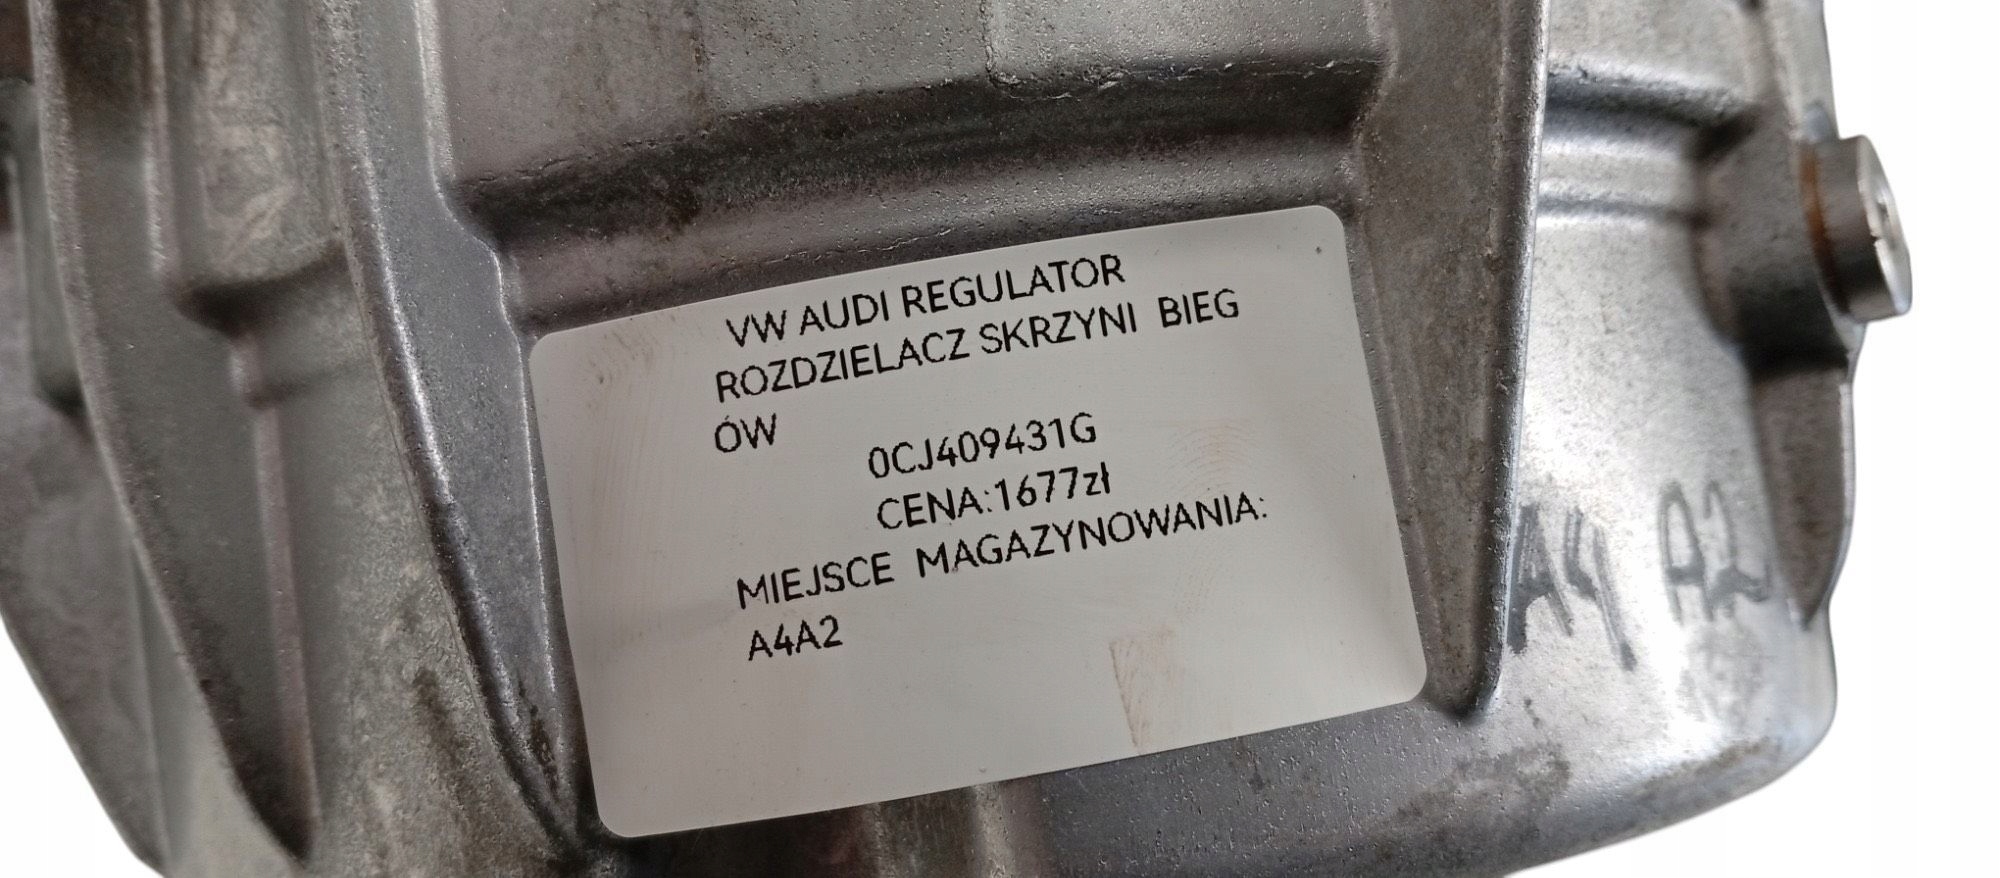 VW AUDI REGULATOR
ROZDZIELACZ SKRZYNI BIEG
ÓW
0CJ409431G
CENA:1677zł
MIEJSCE MAGAZYNOWANIA:
A4A2
A4 A2